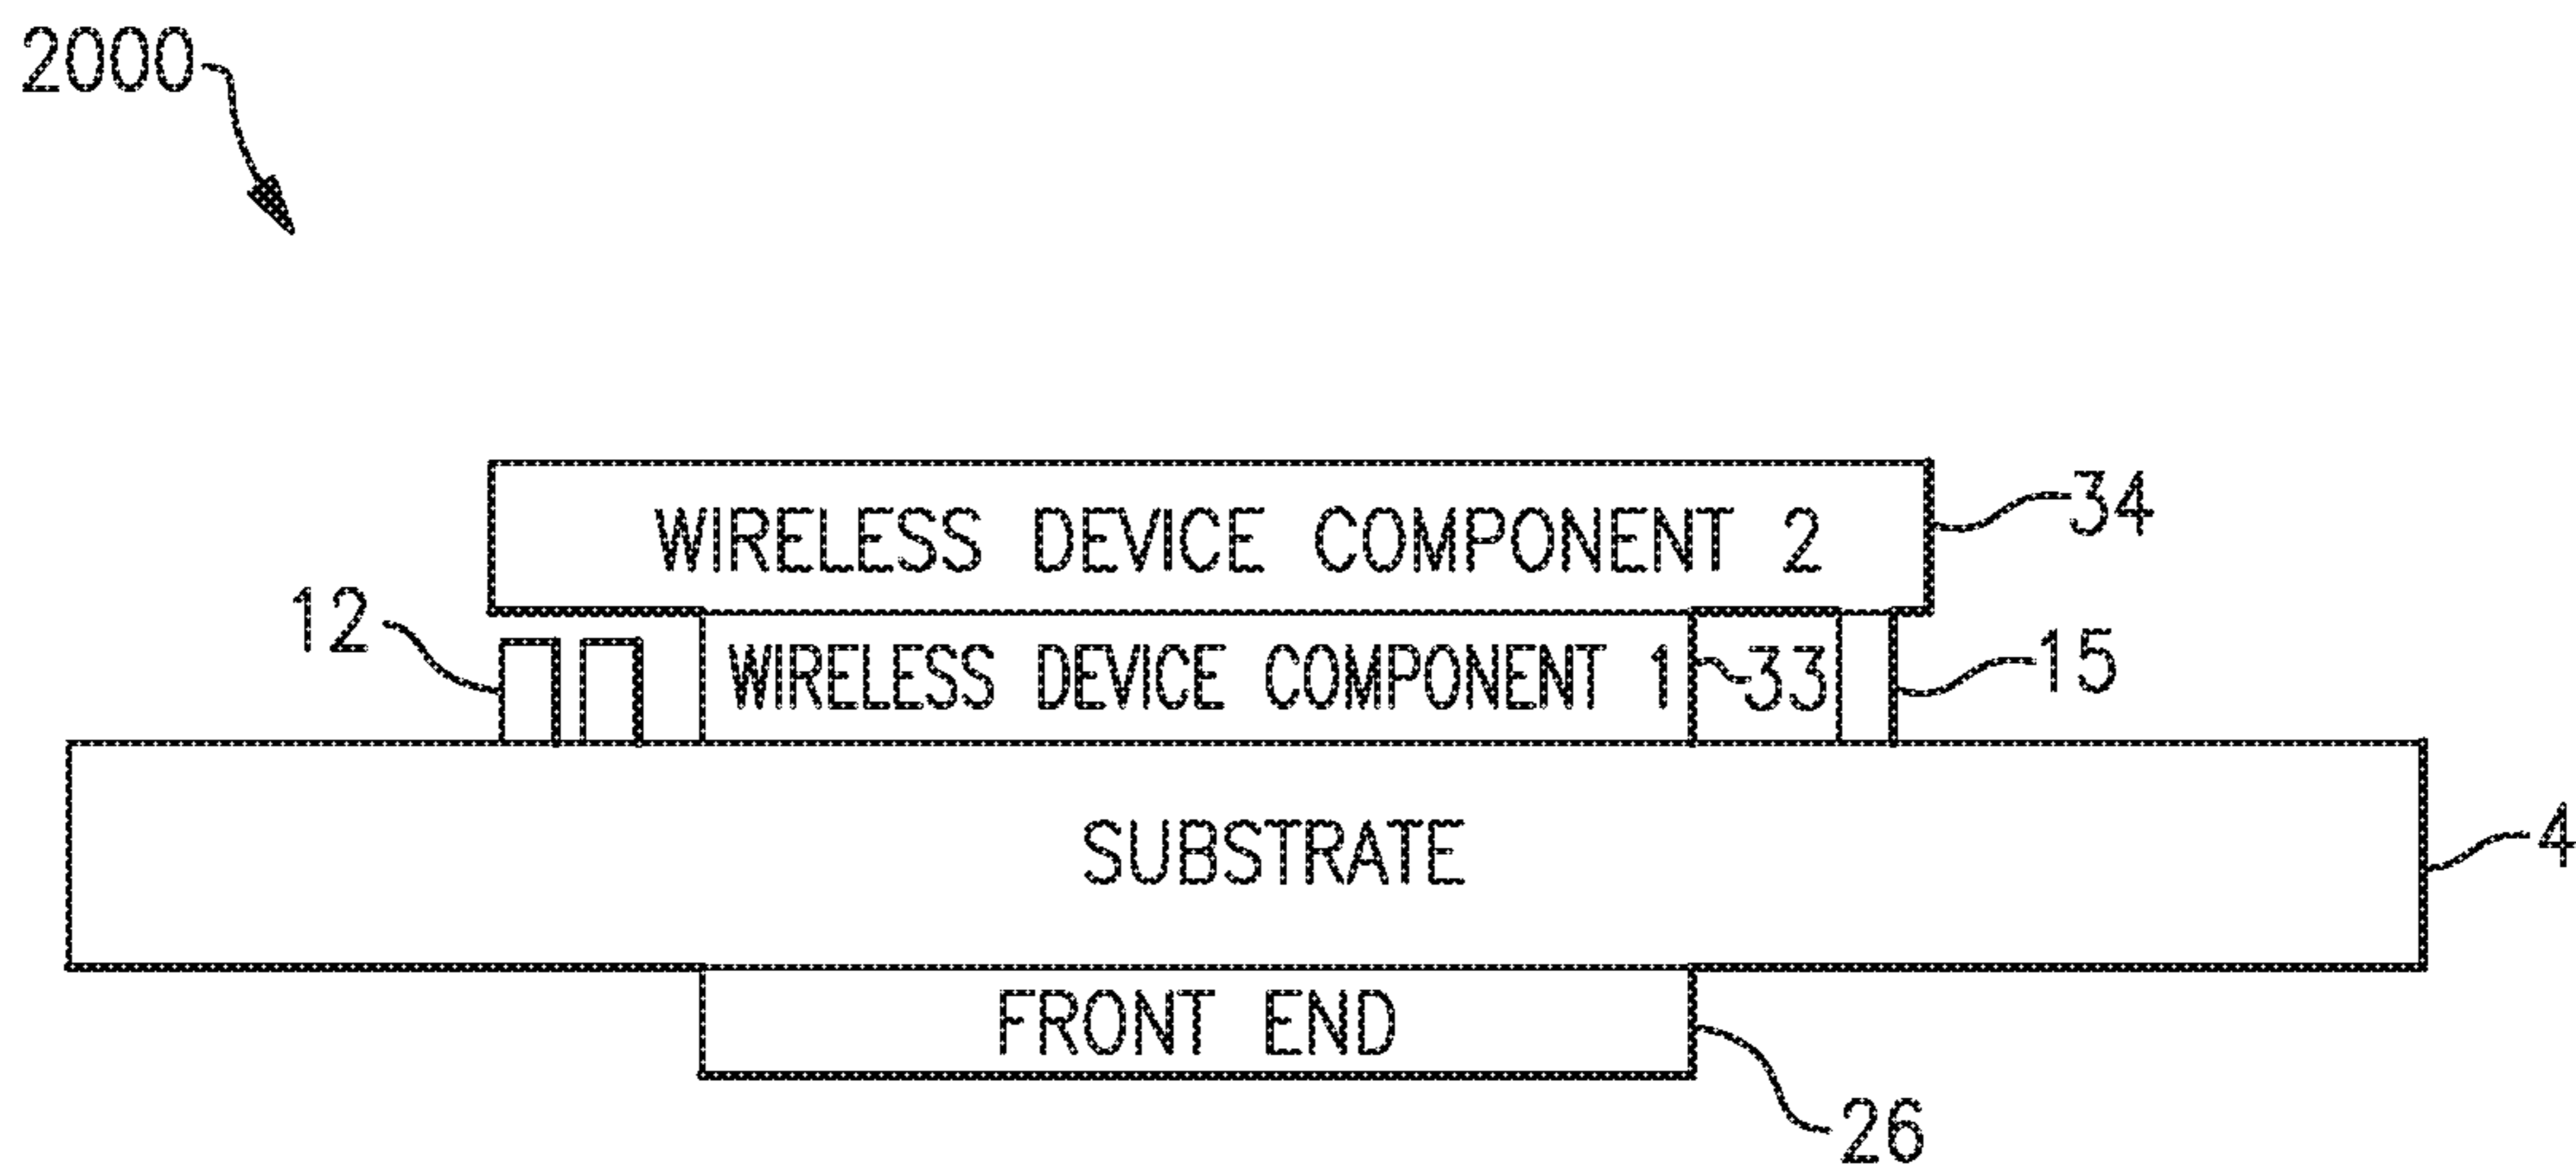 2000
WIRELESS DEVICE COMPONENT 2
34
12
WIRELESS DEVICE COMPONENT 1
33
15
SUBSTRATE
4
FRONT END
26